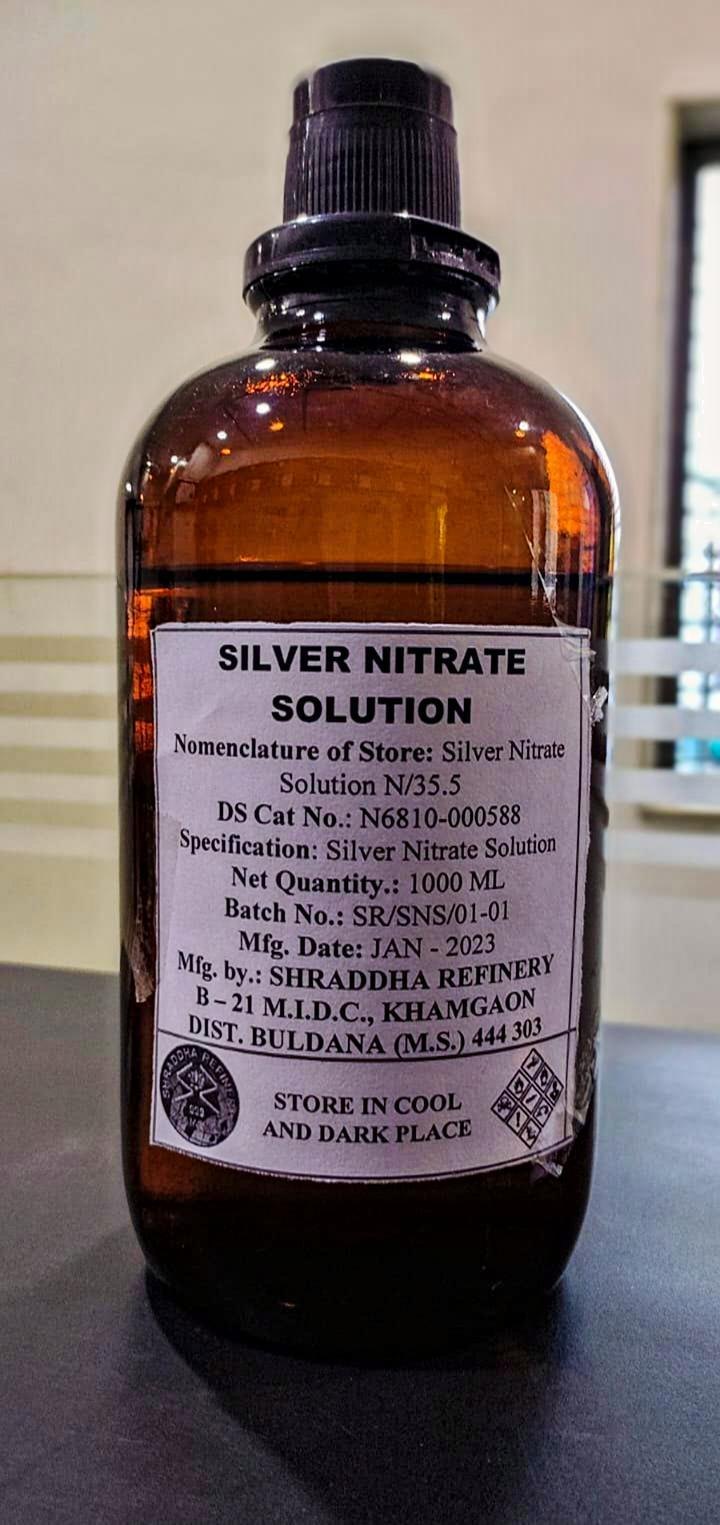 SILVER NITRATE
SOLUTION
Nomenclature of Store: Silver Nitrate
Solution N/35.5
DS Cat No.: N6810-000588
Specification: Silver Nitrate Solution
Net Quantity.: 1000 ML
Batch No.: SR/SNS/01-01
Mfg. Date: JAN - 2023
Mfg. by.: SHRADDHA REFINERY
B – 21 M.I.D.C., KHAMGAON
DIST. BULDANA (M.S.) 444 303
SHRADDHA
STORE IN COOL
AND DARK PLACE